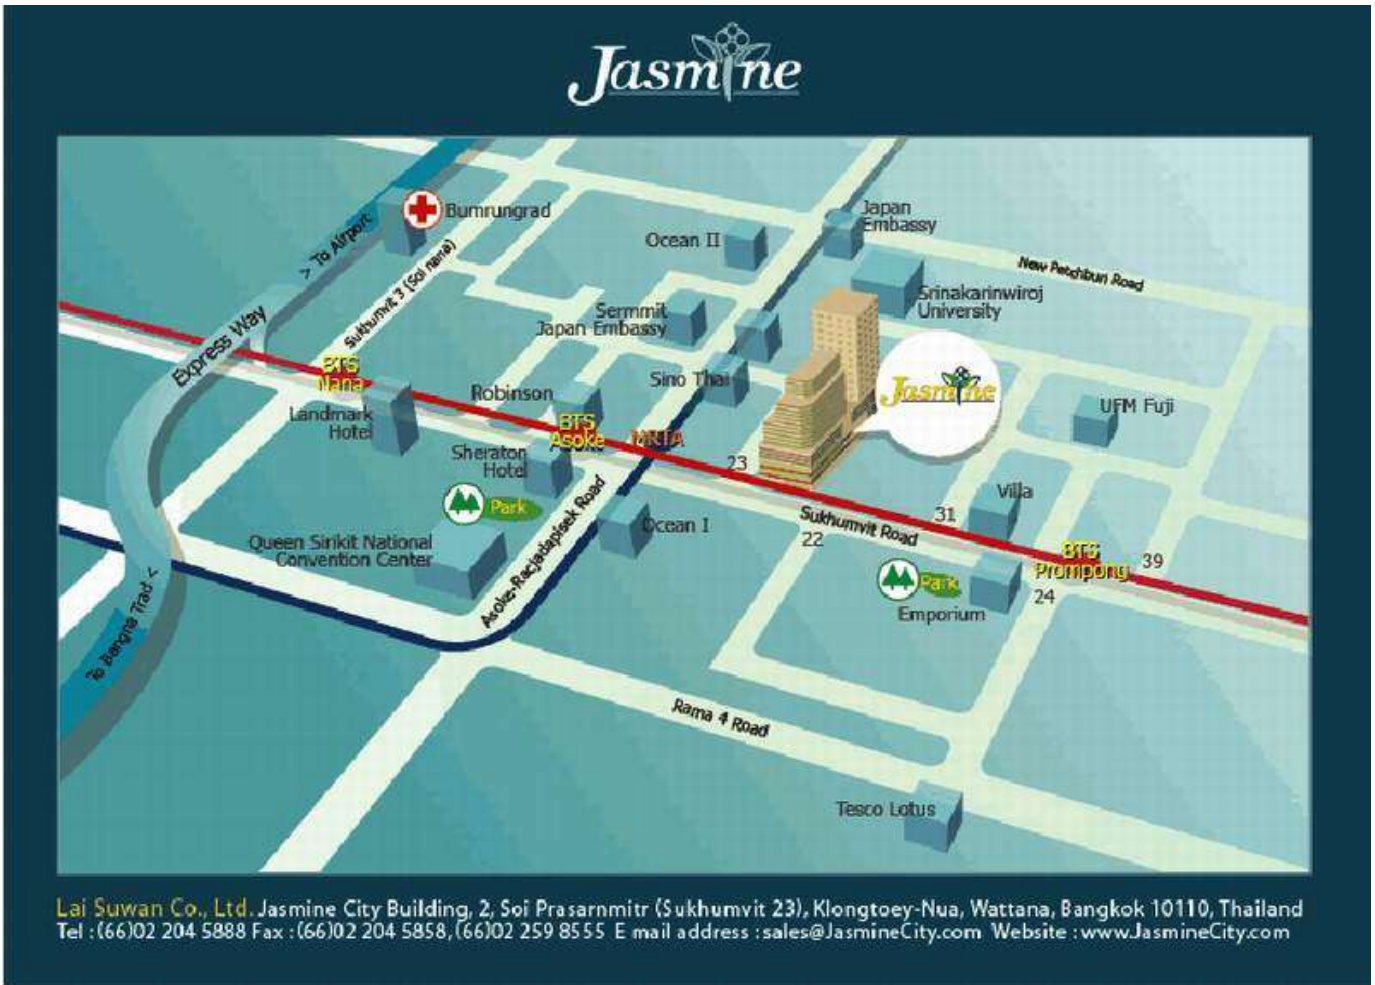 Jasmine
Bumrungrad
> To Airport
Sukhumvit 3 (Soi nana)
Express Way
Ocean II
Japan
Embassy
New Petchburi Road
Srinakarinwiroj
University
Sermmit
Japan Embassy
Sino Thai
Jasmine
UFM Fuji
BTS
Nana
Landmark
Hotel
Robinson
BTS
Asoke
MRTA
23
Sheraton
Hotel
Park
Ocean I
Queen Sirikit National
Convention Center
Asoke-Racjadapisek Road
Villa
31
Sukhumvit Road
22
BTS
Prompong
39
Park
24
Emporium
To Bangna Trad <
Rama 4 Road
Tesco Lotus
Lai Suwan Co., Ltd. Jasmine City Building, 2, Soi Prasarnmitr (Sukhumvit 23), Klongtoey-Nua, Wattana, Bangkok 10110, Thailand
Tel :(66)02 204 5888 Fax :(66)02 204 5858,(66)02 259 8555 E mail address :sales@JasmineCity.com Website :www.JasmineCity.com